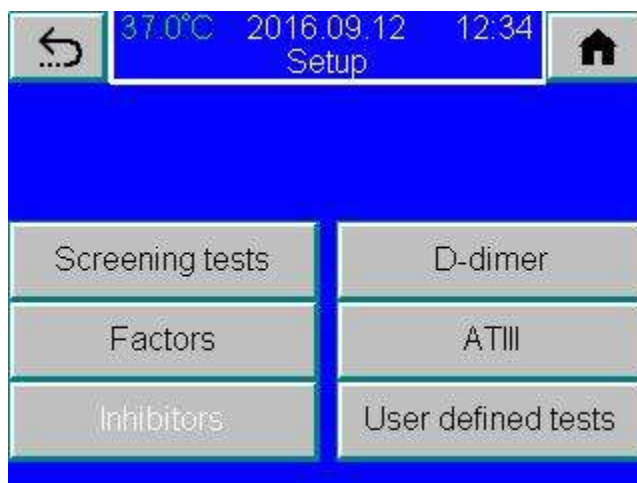 37.0°C 2016.09.12 12:34
Setup
Screening tests
D-dimer
Factors
ATIII
Inhibitors
User defined tests